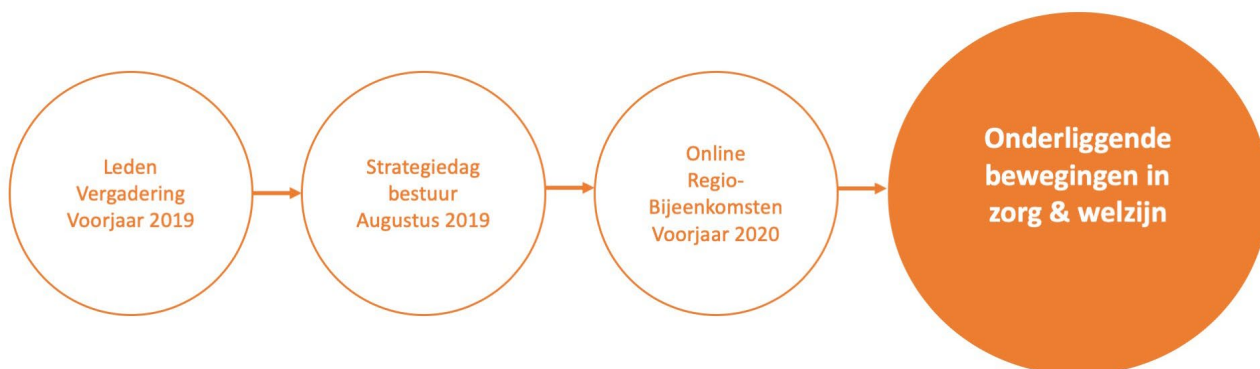 Leden
Vergadering
Voorjaar 2019
Strategiedag
bestuur
Augustus 2019
Online
Regio-
Bijeenkomsten
Voorjaar 2020
Onderliggende
bewegingen in
zorg & welzijn